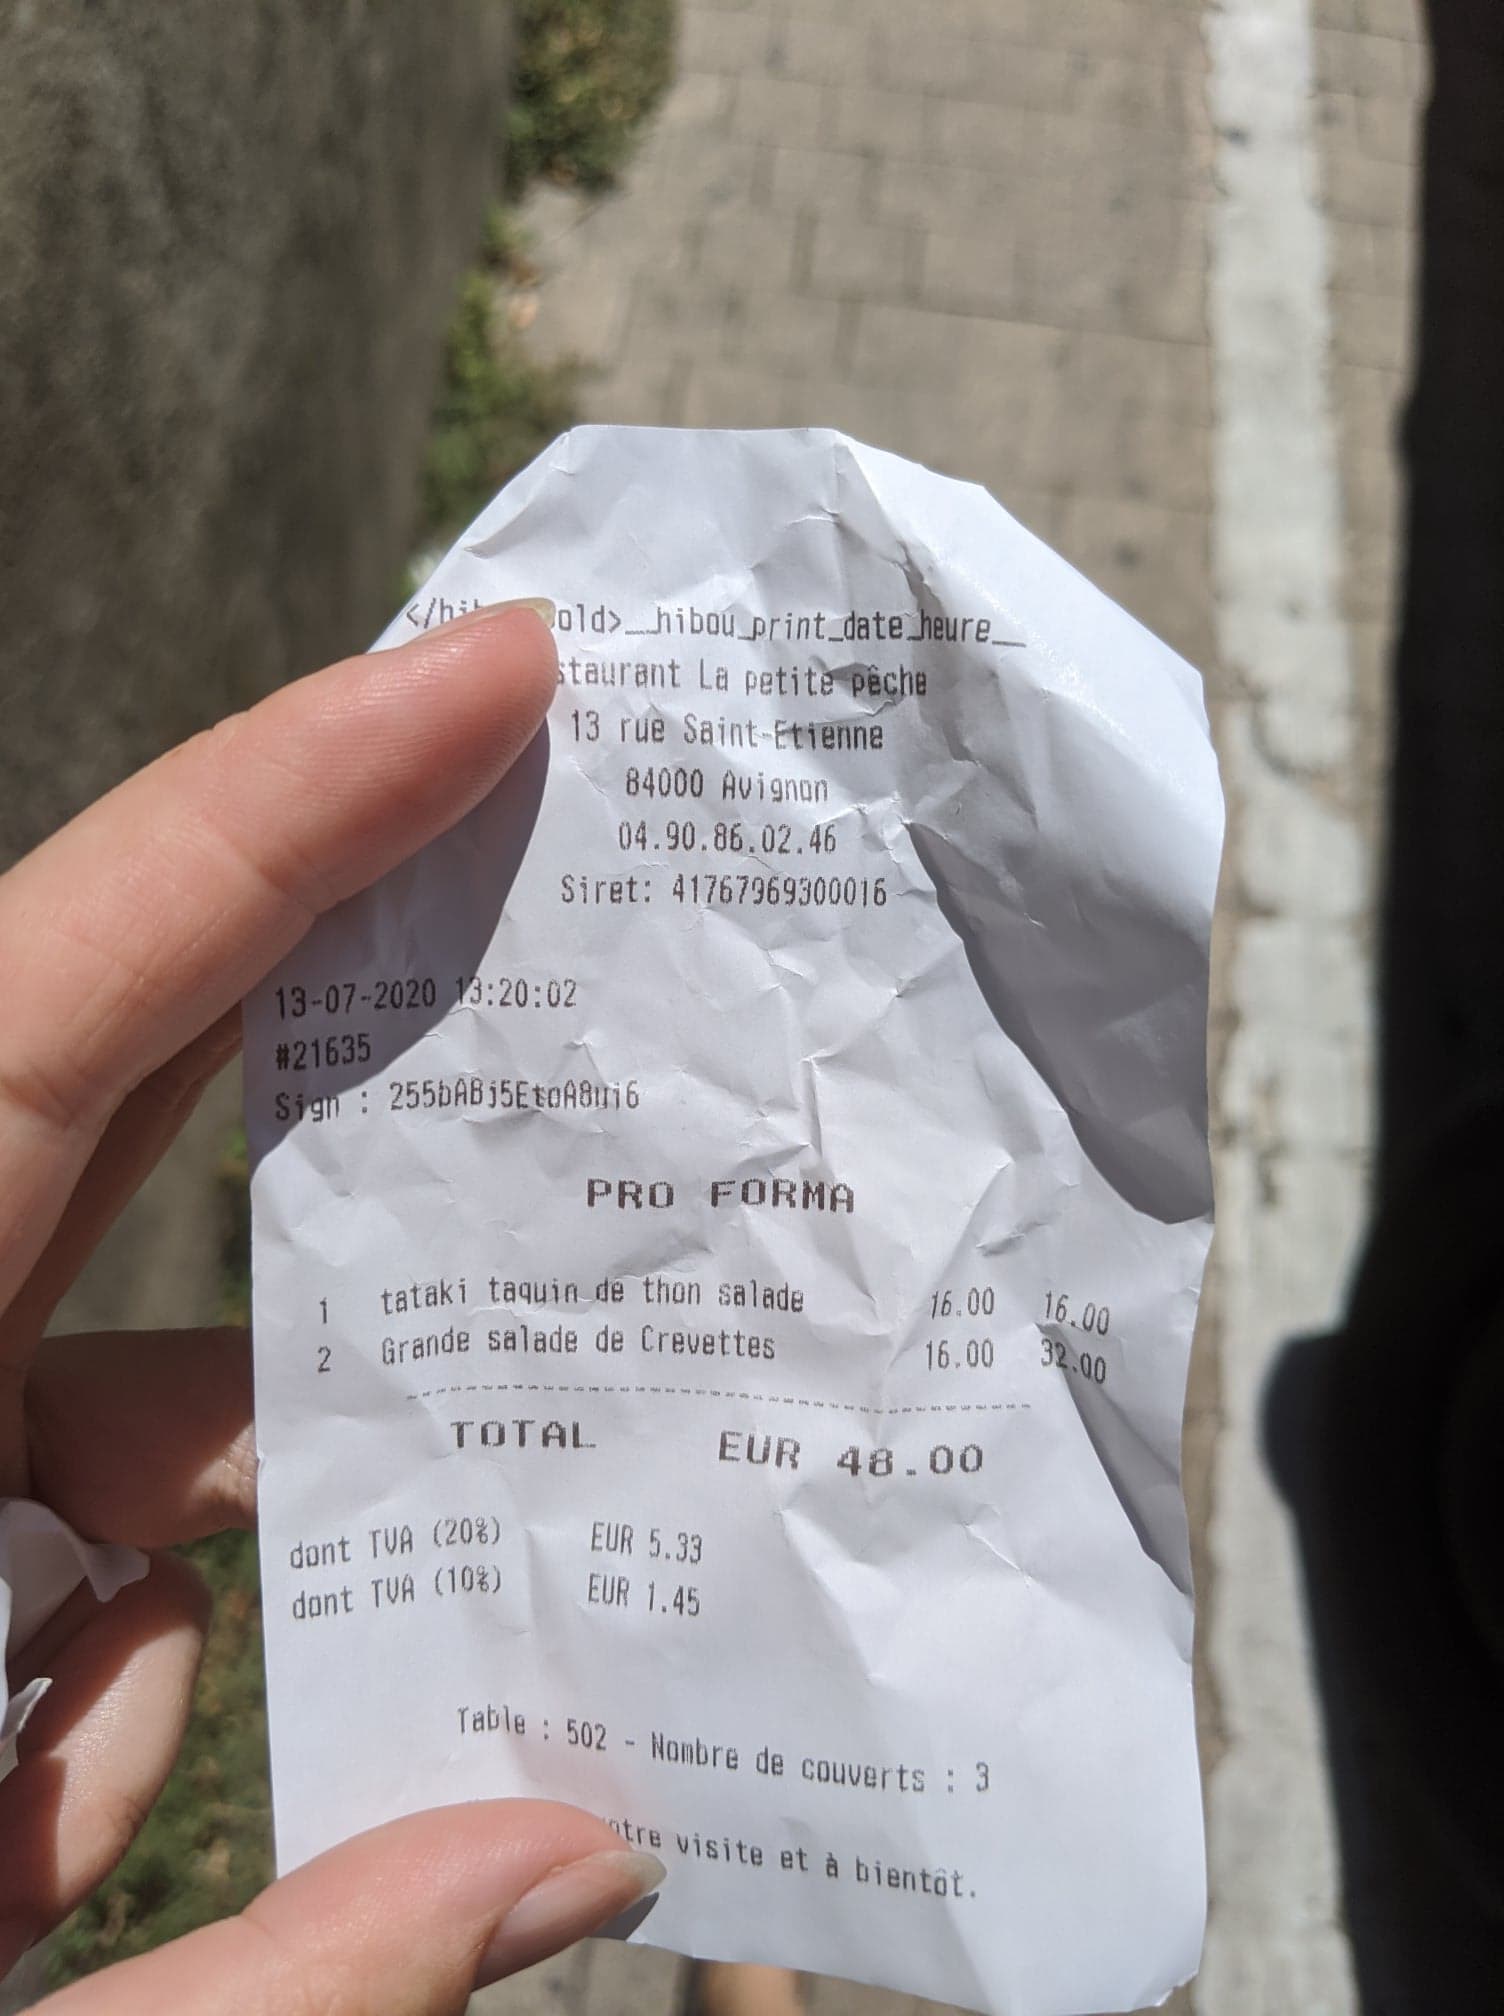 old>__hibou_print_date_heure__
La petite pêche
13 rue Saint-Etienne
84000 Avignon
04.90.86.02.46
Siret: 41767969300016
13-07-2020 13:20:02
#21635
Sign : 255bABj5EtoA8ui6
PRO FORMA
1 tataki taquin de thon salade 16.00 16.00
2 Grande salade de Crevettes 16.00 32.00
TOTAL EUR 48.00
dont TVA (20%) EUR 5.33
dont TVA (10%) EUR 1.45
Table : 502 - Nombre de couverts : 3
visite et à bientôt.